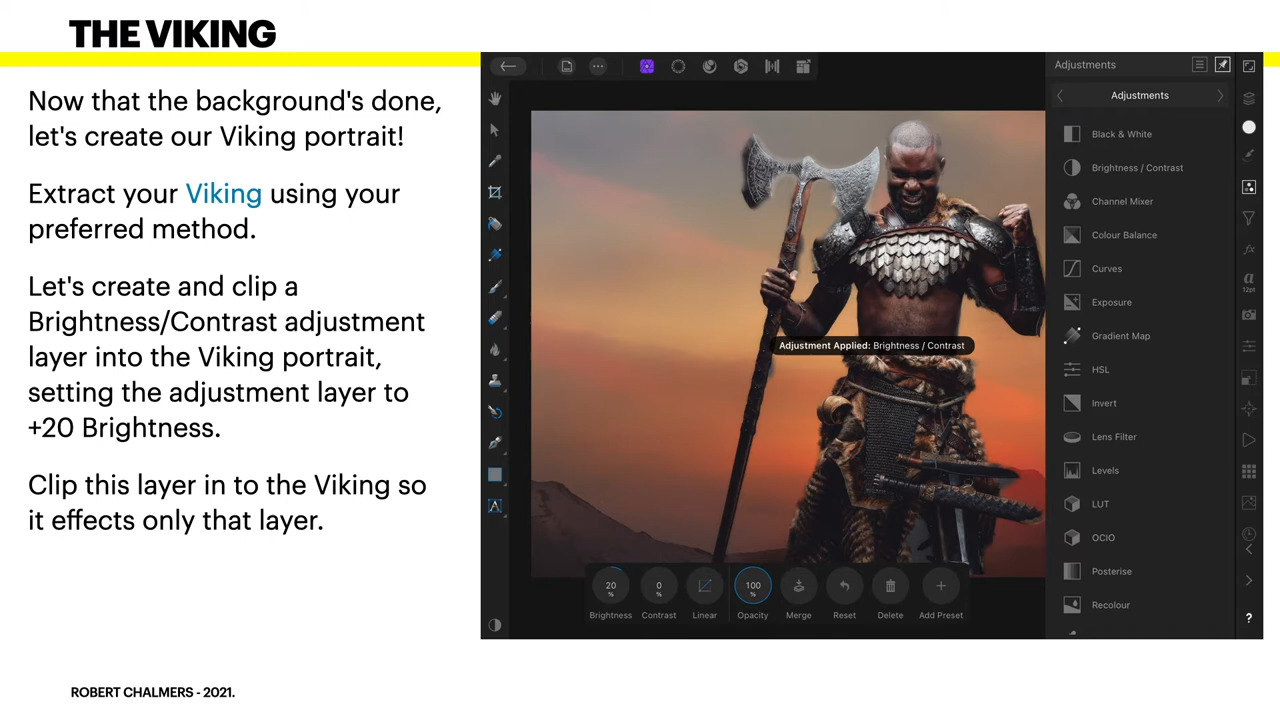 THE VIKING
Now that the background's done,
let's create our Viking portrait!
Extract your Viking using your
preferred method.
Let's create and clip a
Brightness/Contrast adjustment
layer into the Viking portrait,
setting the adjustment layer to
+20 Brightness.
Clip this layer in to the Viking so
it effects only that layer.
ROBERT CHALMERS - 2021.
Adjustments
Adjustments
Black & White
Brightness / Contrast
Channel Mixer
Colour Balance
Curves
Exposure
Gradient Map
HSL
Invert
Lens Filter
Levels
LUT
OCIO
Posterise
Recolour
Adjustment Applied: Brightness / Contrast
20 %
Brightness
0 %
Contrast
Linear
100 %
Opacity
Merge
Reset
Delete
Add Preset
A
a
12pt
fx
?